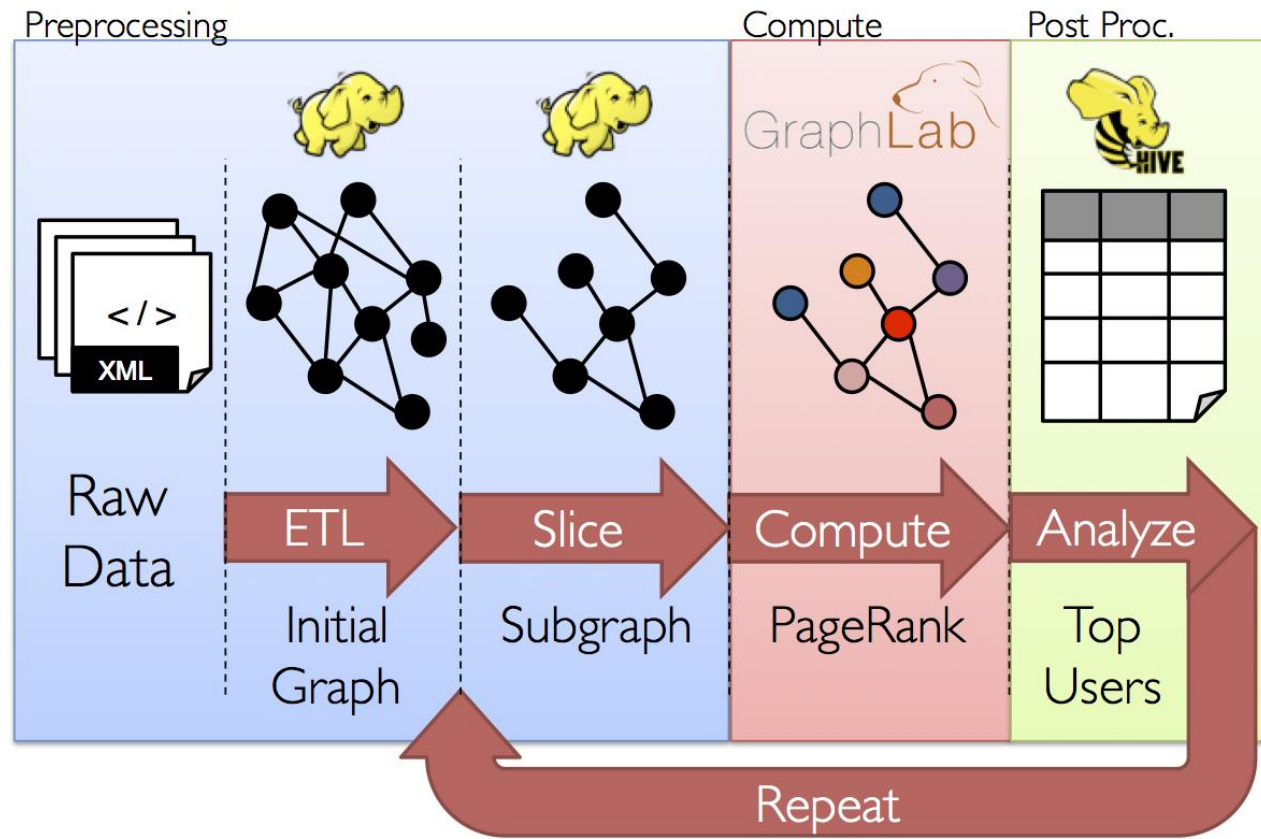 Preprocessing
Compute
Post Proc.
GraphLab
HIVE
< / >
XML
Raw
Data
ETL
Slice
Compute
Analyze
Initial
Graph
Subgraph
PageRank
Top
Users
Repeat